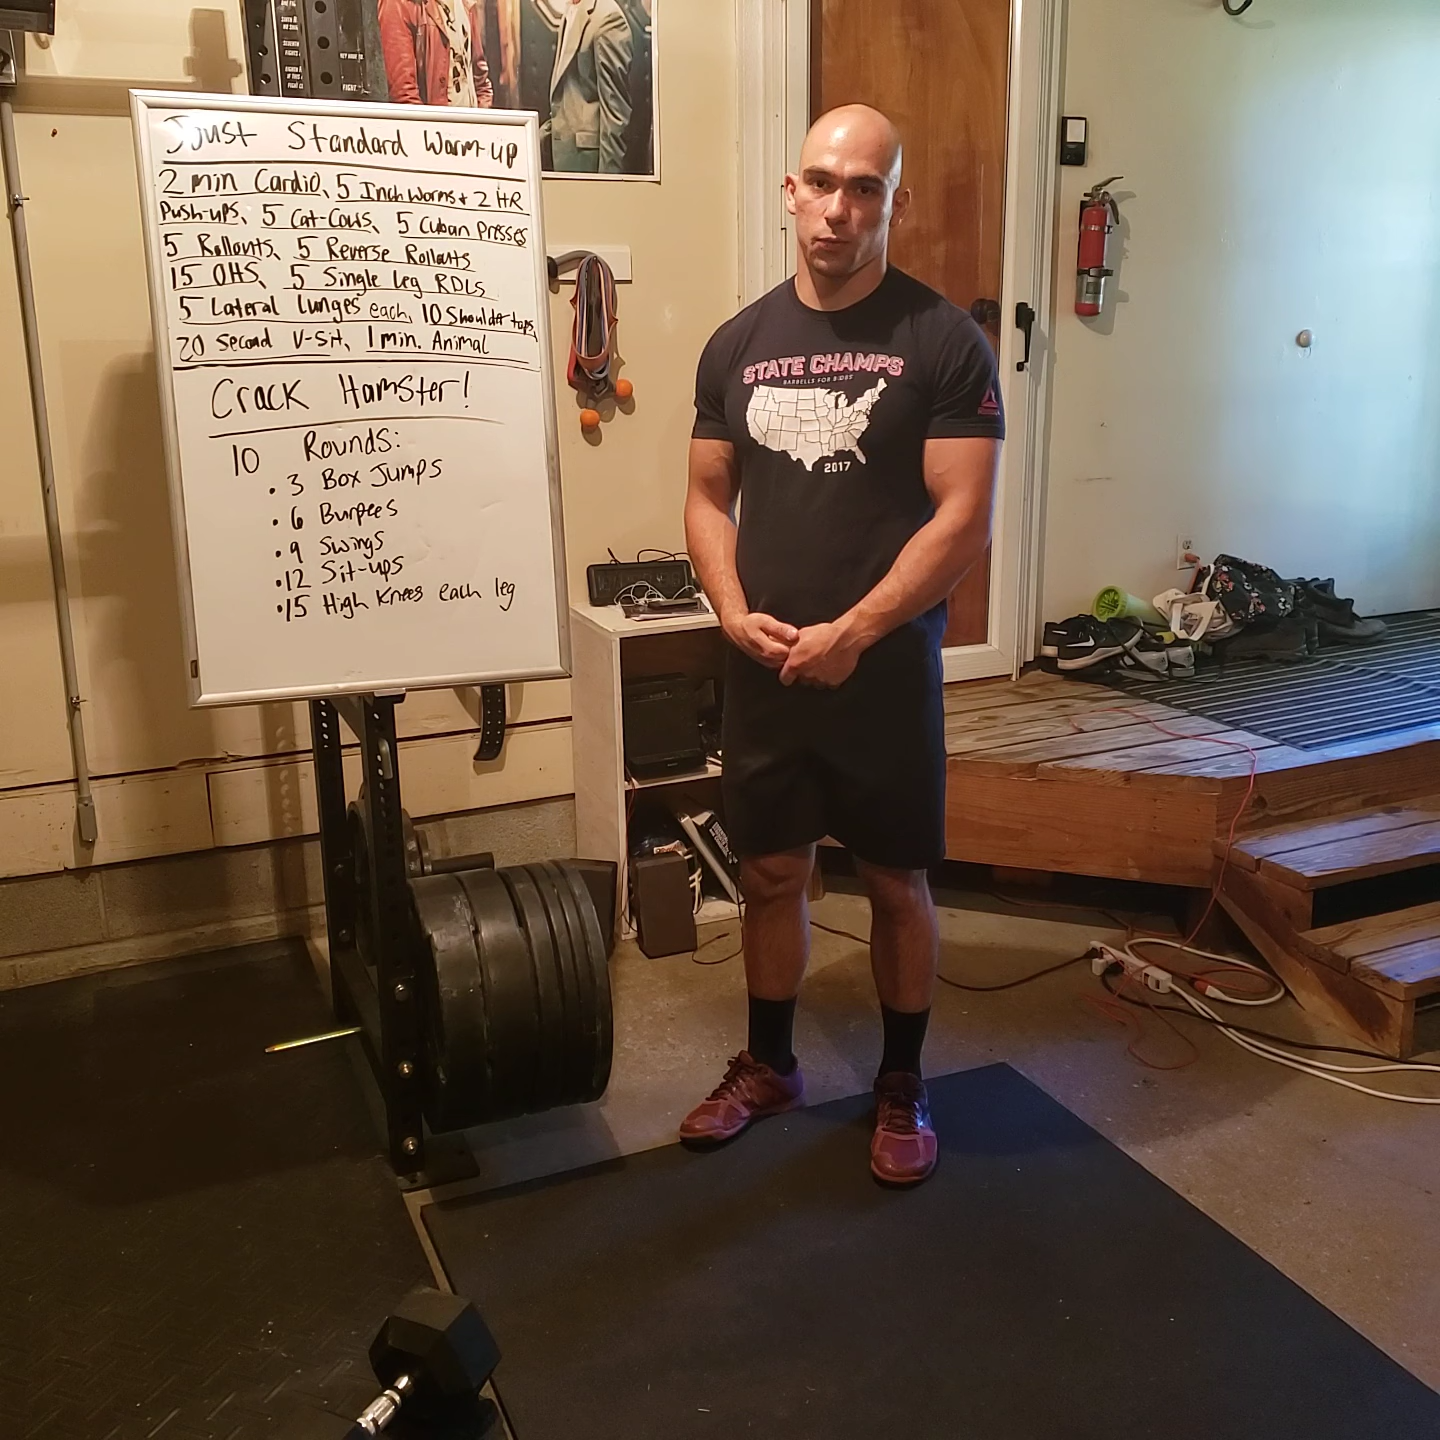 Joust Standard Warm-up
2 min Cardio, 5 Inch Worms + 2 HR
Push-ups, 5 Cat-Cows, 5 Cuban Presses
5 Rollouts, 5 Reverse Rollouts
15 OHS, 5 Single Leg RDLs
5 Lateral Lunges each, 10 Shoulder taps,
20 Second V-Sit, 1 min. Animal
Crack Hamster!
10 Rounds:
• 3 Box Jumps
• 6 Burpees
• 9 Swings
• 12 Sit-ups
• 15 High Knees each leg
STATE CHAMPS
BARBELLS FOR BOOBS
2017
FIGHT